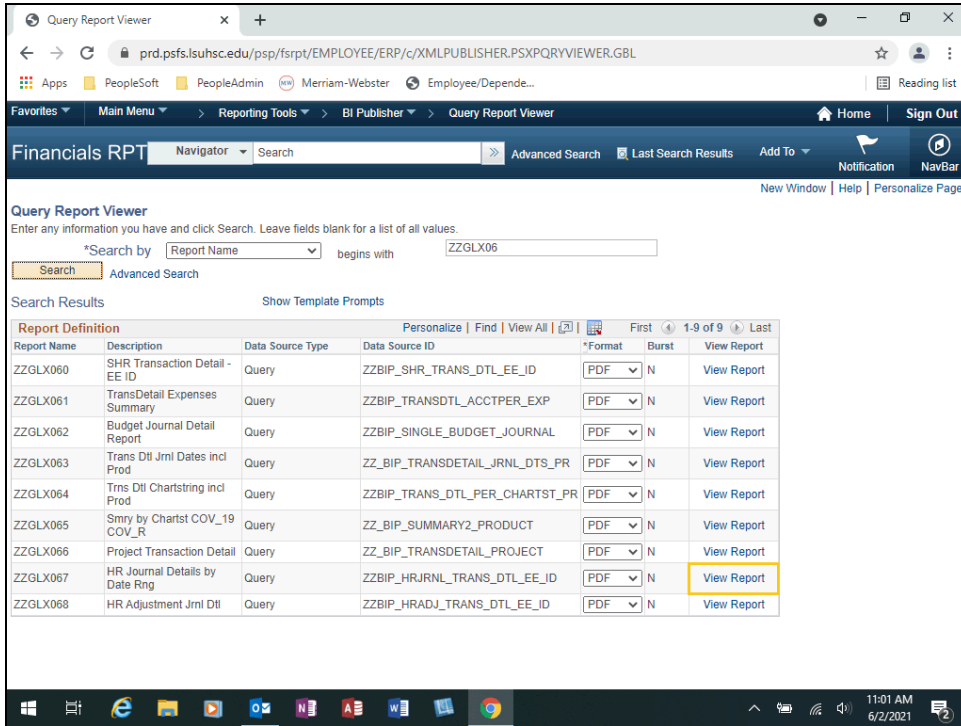 Query Report Viewer
prd.psfs.lsuhsc.edu/psp/fsrpt/EMPLOYEE/ERP/c/XMLPUBLISHER.PSXPQRYVIEWER.GBL
Apps PeopleSoft PeopleAdmin MW Merriam-Webster Employee/Depende... Reading list
Favorites Main Menu > Reporting Tools > BI Publisher > Query Report Viewer Home Sign Out
Financials RPT Navigator Search Advanced Search Last Search Results Add To Notification NavBar
New Window | Help | Personalize Page
Query Report Viewer
Enter any information you have and click Search. Leave fields blank for a list of all values.
*Search by Report Name begins with ZZGLX06
Search Advanced Search
Search Results Show Template Prompts
Report Definition Personalize | Find | View All | First 1-9 of 9 Last
Report Name Description Data Source Type Data Source ID *Format Burst View Report
ZZGLX060 SHR Transaction Detail - EE ID Query ZZBIP_SHR_TRANS_DTL_EE_ID PDF N View Report
ZZGLX061 TransDetail Expenses Summary Query ZZBIP_TRANSDTL_ACCTPER_EXP PDF N View Report
ZZGLX062 Budget Journal Detail Report Query ZZBIP_SINGLE_BUDGET_JOURNAL PDF N View Report
ZZGLX063 Trans Dtl Jrnl Dates incl Prod Query ZZ_BIP_TRANSDETAIL_JRNL_DTS_PR PDF N View Report
ZZGLX064 Trns Dtl Chartstring incl Prod Query ZZBIP_TRANS_DTL_PER_CHARTST_PR PDF N View Report
ZZGLX065 Smry by Chartst COV_19 COV_R Query ZZ_BIP_SUMMARY2_PRODUCT PDF N View Report
ZZGLX066 Project Transaction Detail Query ZZ_BIP_TRANSDETAIL_PROJECT PDF N View Report
ZZGLX067 HR Journal Details by Date Rng Query ZZBIP_HRJRNL_TRANS_DTL_EE_ID PDF N View Report
ZZGLX068 HR Adjustment Jrnl Dtl Query ZZBIP_HRADJ_TRANS_DTL_EE_ID PDF N View Report
11:01 AM
6/2/2021
2